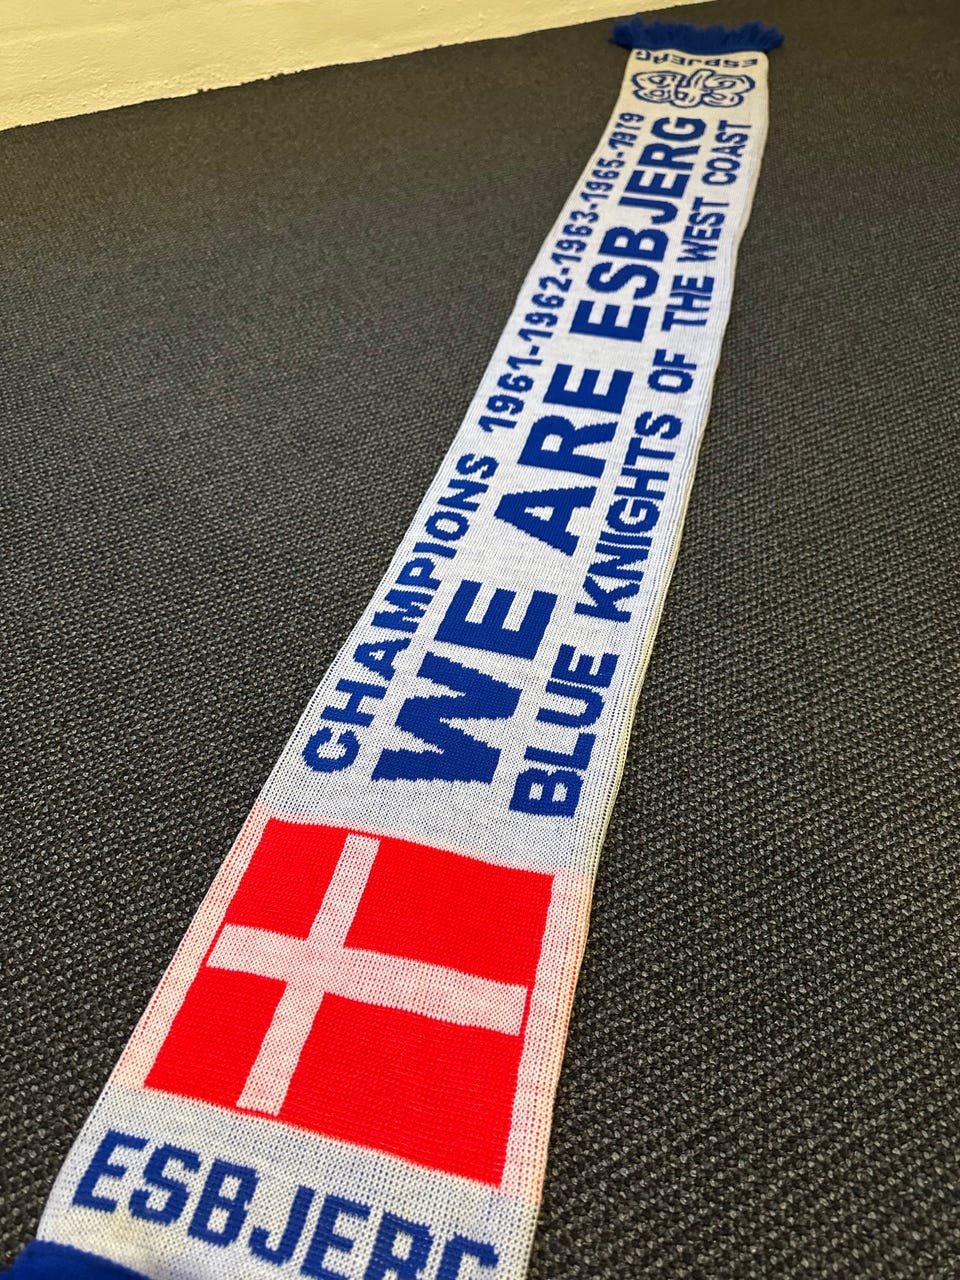 ESBJERG
CHAMPIONS 1961-1962-1963-1965-1979
WE ARE ESBJERG
BLUE KNIGHTS OF THE WEST COAST
ESBJERG